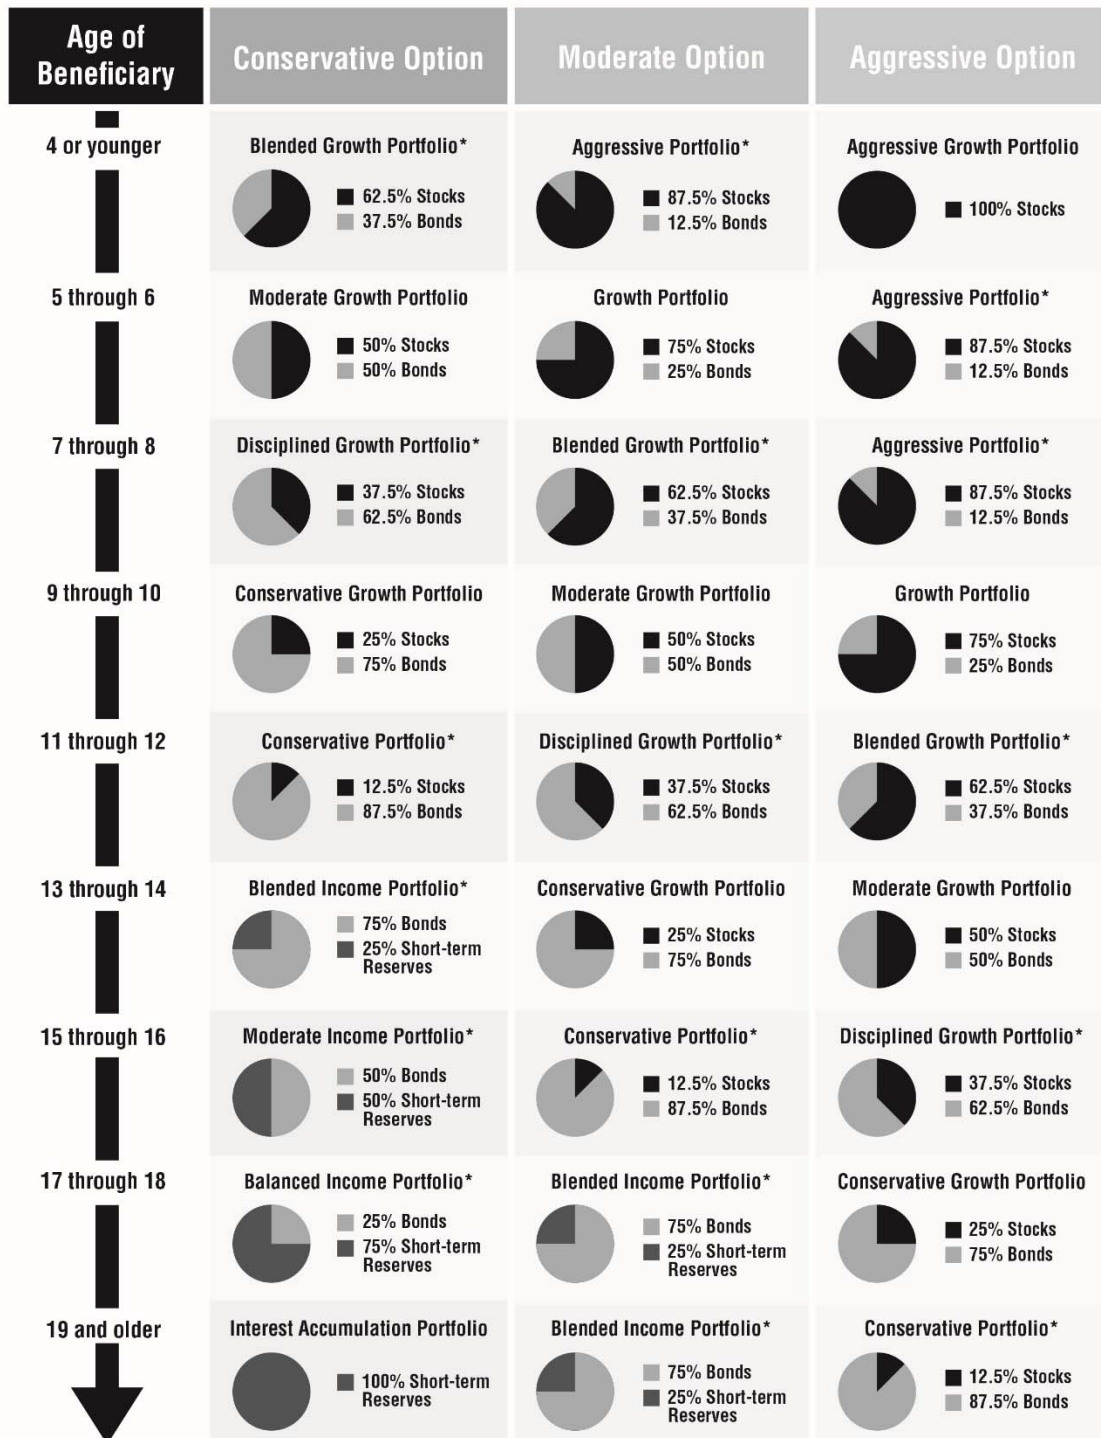 Age of
Beneficiary
Conservative Option
Moderate Option
Aggressive Option
4 or younger
Blended Growth Portfolio*
62.5% Stocks
37.5% Bonds
Aggressive Portfolio*
87.5% Stocks
12.5% Bonds
Aggressive Growth Portfolio
100% Stocks
5 through 6
Moderate Growth Portfolio
50% Stocks
50% Bonds
Growth Portfolio
75% Stocks
25% Bonds
Aggressive Portfolio*
87.5% Stocks
12.5% Bonds
7 through 8
Disciplined Growth Portfolio*
37.5% Stocks
62.5% Bonds
Blended Growth Portfolio*
62.5% Stocks
37.5% Bonds
Aggressive Portfolio*
87.5% Stocks
12.5% Bonds
9 through 10
Conservative Growth Portfolio
25% Stocks
75% Bonds
Moderate Growth Portfolio
50% Stocks
50% Bonds
Growth Portfolio
75% Stocks
25% Bonds
11 through 12
Conservative Portfolio*
12.5% Stocks
87.5% Bonds
Disciplined Growth Portfolio*
37.5% Stocks
62.5% Bonds
Blended Growth Portfolio*
62.5% Stocks
37.5% Bonds
13 through 14
Blended Income Portfolio*
75% Bonds
25% Short-term
Reserves
Conservative Growth Portfolio
25% Stocks
75% Bonds
Moderate Growth Portfolio
50% Stocks
50% Bonds
15 through 16
Moderate Income Portfolio*
50% Bonds
50% Short-term
Reserves
Conservative Portfolio*
12.5% Stocks
87.5% Bonds
Disciplined Growth Portfolio*
37.5% Stocks
62.5% Bonds
17 through 18
Balanced Income Portfolio*
25% Bonds
75% Short-term
Reserves
Blended Income Portfolio*
75% Bonds
25% Short-term
Reserves
Conservative Growth Portfolio
25% Stocks
75% Bonds
19 and older
Interest Accumulation Portfolio
100% Short-term
Reserves
Blended Income Portfolio*
75% Bonds
25% Short-term
Reserves
Conservative Portfolio*
12.5% Stocks
87.5% Bonds